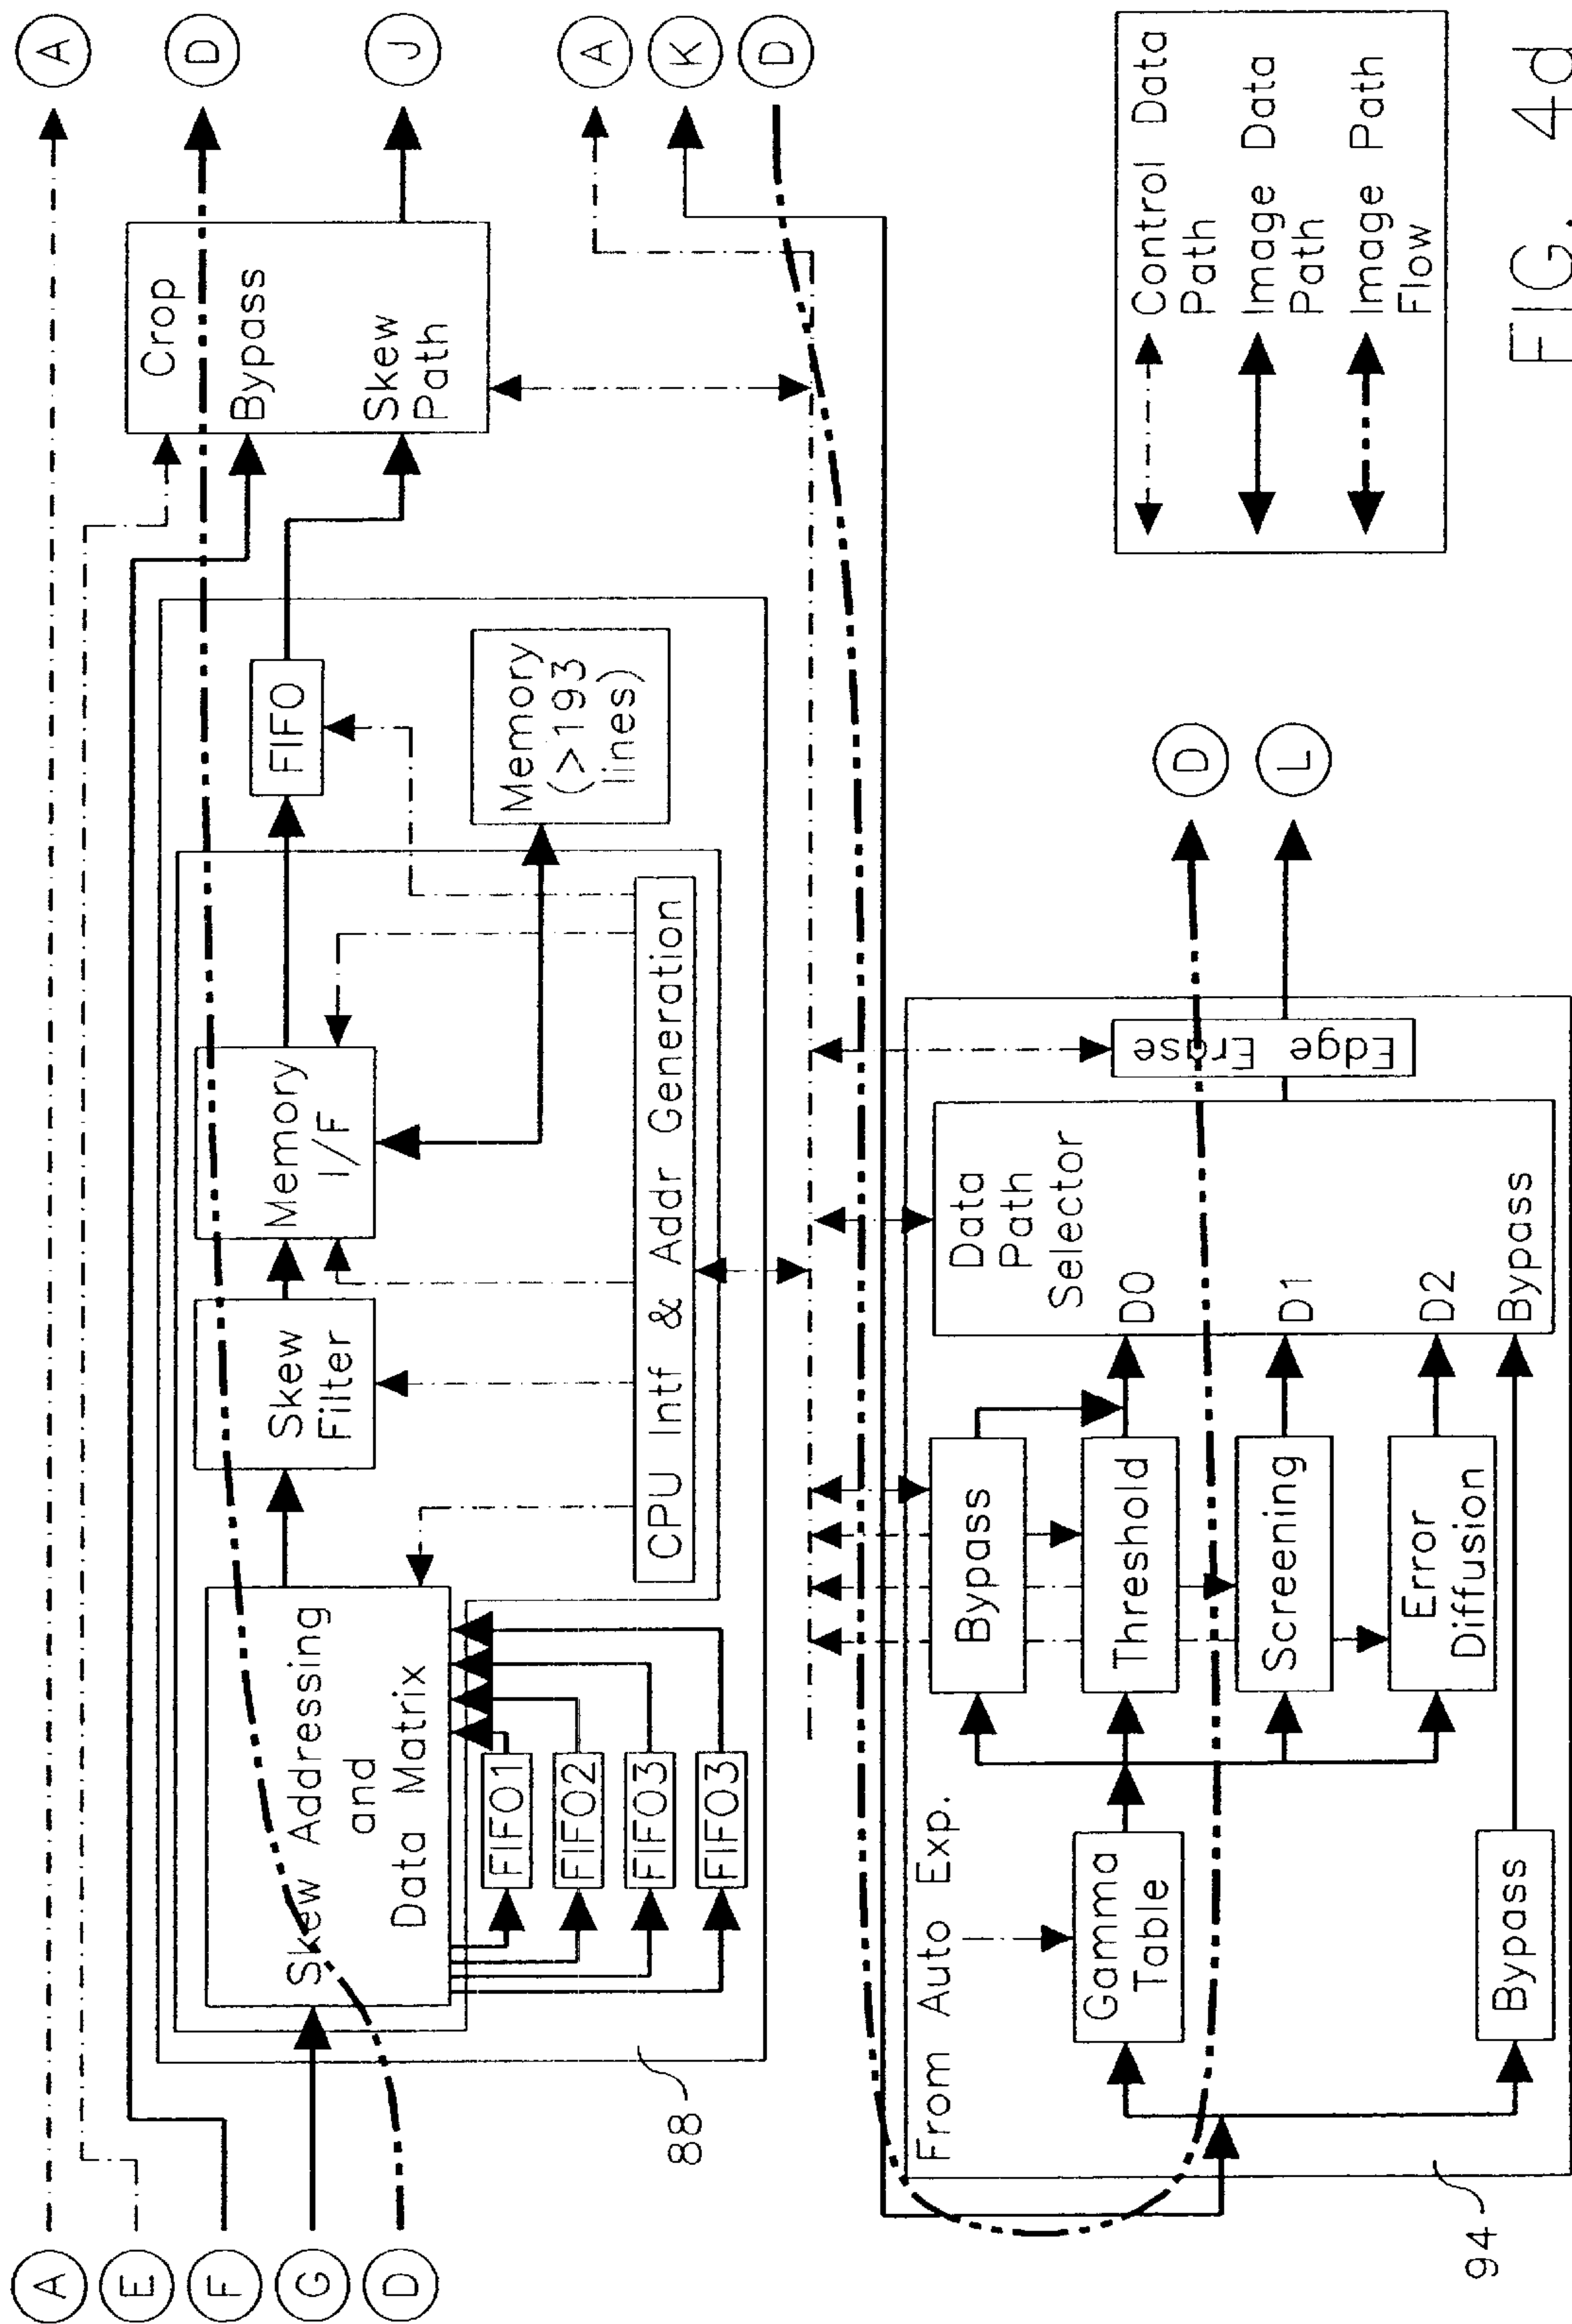 A
E
F
G
D
Skew Addressing
and
Data Matrix
FIFO1
FIFO2
FIFO3
FIFO3
Skew
Filter
Memory
I/F
CPU Intf & Addr Generation
FIFO
Memory
(>193
lines)
88
Crop
Bypass
Skew
Path
A
D
J
A
K
D
From Auto Exp.
Gamma
Table
Bypass
Bypass
Threshold
Screening
Error
Diffusion
Data
Path
Selector
D0
D1
D2
Bypass
Edge Erase
94
D
L
Control Data
Path
Image Data
Path
Image Path
Flow
FIG. 4d